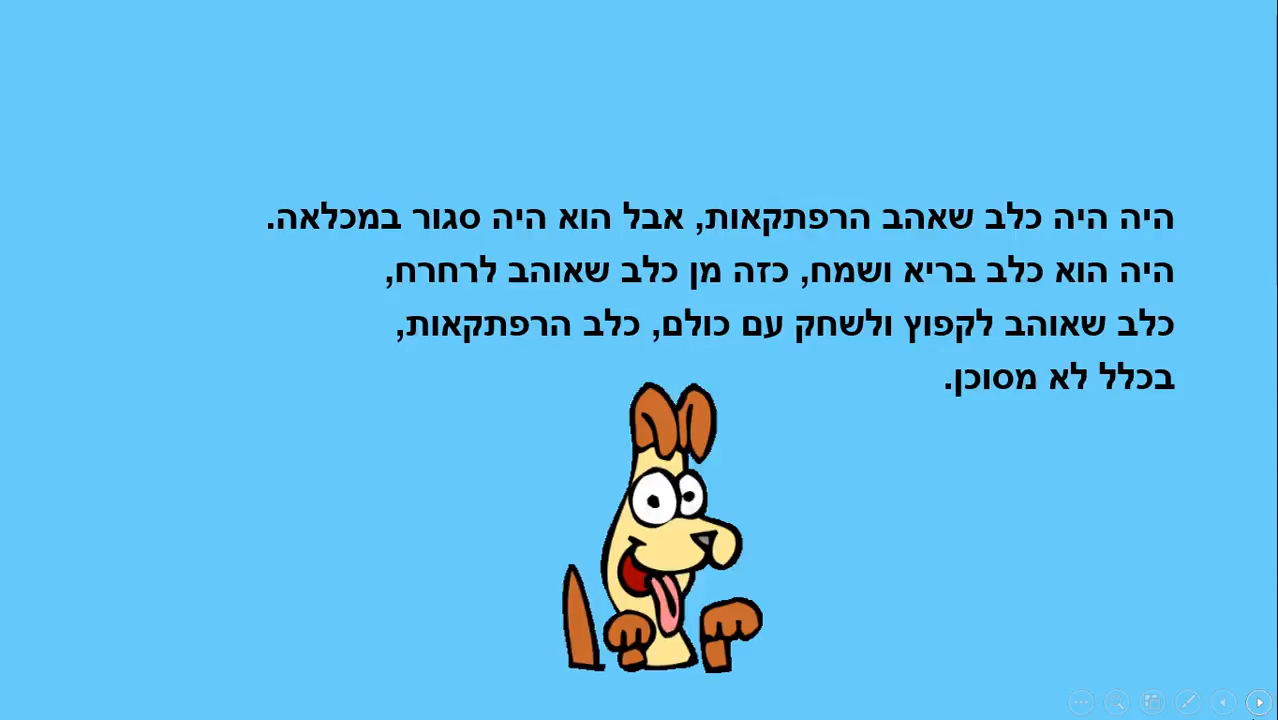 היה היה כלב שאהב הרפתקאות, אבל הוא היה סגור במכלאה.
היה הוא כלב בריא ושמח, כזה מן כלב שאוהב לרחרח,
כלב שאוהב לקפוץ ולשחק עם כולם, כלב הרפתקאות,
בכלל לא מסוכן.